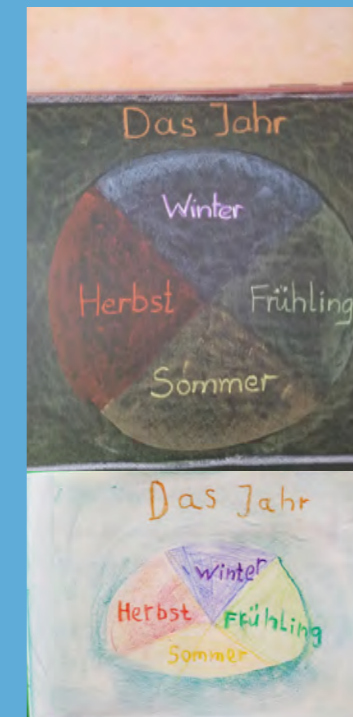 Das Jahr
Winter
Herbst
Frühling
Sommer
Das Jahr
Winter
Herbst
Frühling
Sommer